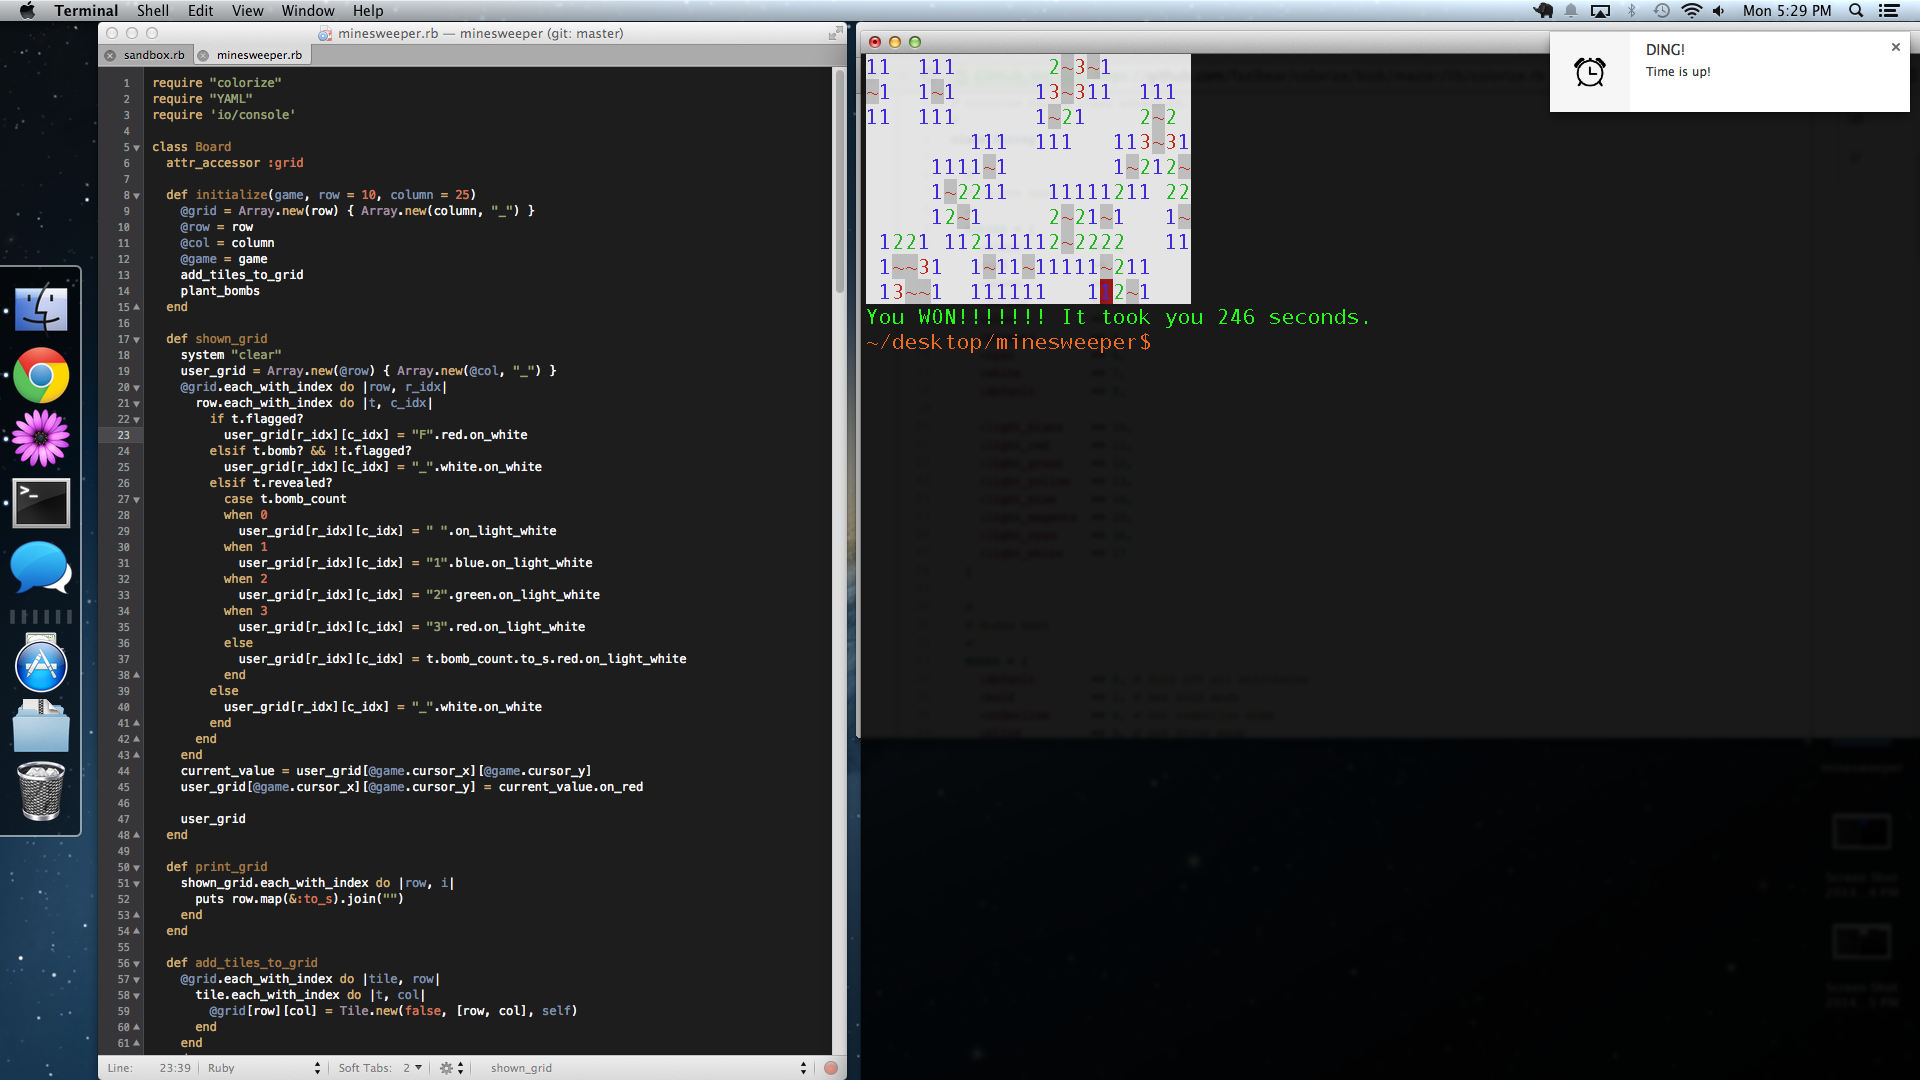 Terminal Shell Edit View Window Help
Mon 5:29 PM
minesweeper.rb — minesweeper (git: master)
sandbox.rb minesweeper.rb
1 require "colorize"
2 require "YAML"
3 require 'io/console'
4
5 class Board
6 attr_accessor :grid
7
8 def initialize(game, row = 10, column = 25)
9 @grid = Array.new(row) { Array.new(column, "_") }
10 @row = row
11 @col = column
12 @game = game
13 add_tiles_to_grid
14 plant_bombs
15 end
16
17 def shown_grid
18 system "clear"
19 user_grid = Array.new(@row) { Array.new(@col, "_") }
20 @grid.each_with_index do |row, r_idx|
21 row.each_with_index do |t, c_idx|
22 if t.flagged?
23 user_grid[r_idx][c_idx] = "F".red.on_white
24 elsif t.bomb? && !t.flagged?
25 user_grid[r_idx][c_idx] = "_".white.on_white
26 elsif t.revealed?
27 case t.bomb_count
28 when 0
29 user_grid[r_idx][c_idx] = " ".on_light_white
30 when 1
31 user_grid[r_idx][c_idx] = "1".blue.on_light_white
32 when 2
33 user_grid[r_idx][c_idx] = "2".green.on_light_white
34 when 3
35 user_grid[r_idx][c_idx] = "3".red.on_light_white
36 else
37 user_grid[r_idx][c_idx] = t.bomb_count.to_s.red.on_light_white
38 end
39 else
40 user_grid[r_idx][c_idx] = "_".white.on_white
41 end
42 end
43 end
44 current_value = user_grid[@game.cursor_x][@game.cursor_y]
45 user_grid[@game.cursor_x][@game.cursor_y] = current_value.on_red
46
47 user_grid
48 end
49
50 def print_grid
51 shown_grid.each_with_index do |row, i|
52 puts row.map(&:to_s).join("")
53 end
54 end
55
56 def add_tiles_to_grid
57 @grid.each_with_index do |tile, row|
58 tile.each_with_index do |t, col|
59 @grid[row][col] = Tile.new(false, [row, col], self)
60 end
61 end
Line: 23:39 Ruby Soft Tabs: 2 shown_grid
11  111       2~3~1
~1  1~1      13~311  111
11  111      1~21    2~2
        111  111   113~31
     1111~1        1~212~
     1~2211   11111211 22
     12~1     2~21~1   1~
 1221 112111112~2222   11
 1~~31  1~11~11111~211
 13~~1  111111   112~1
You WON!!!!!!! It took you 246 seconds.
~/desktop/minesweeper$
DING!
Time is up!